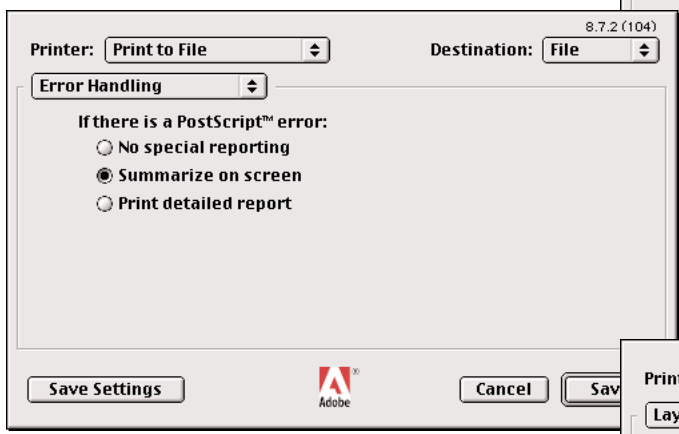 8.7.2 (104)
Printer: Print to File Destination: File
Error Handling
If there is a PostScript™ error:
No special reporting
Summarize on screen
Print detailed report
Save Settings Adobe® Cancel Sav
Print
Lay